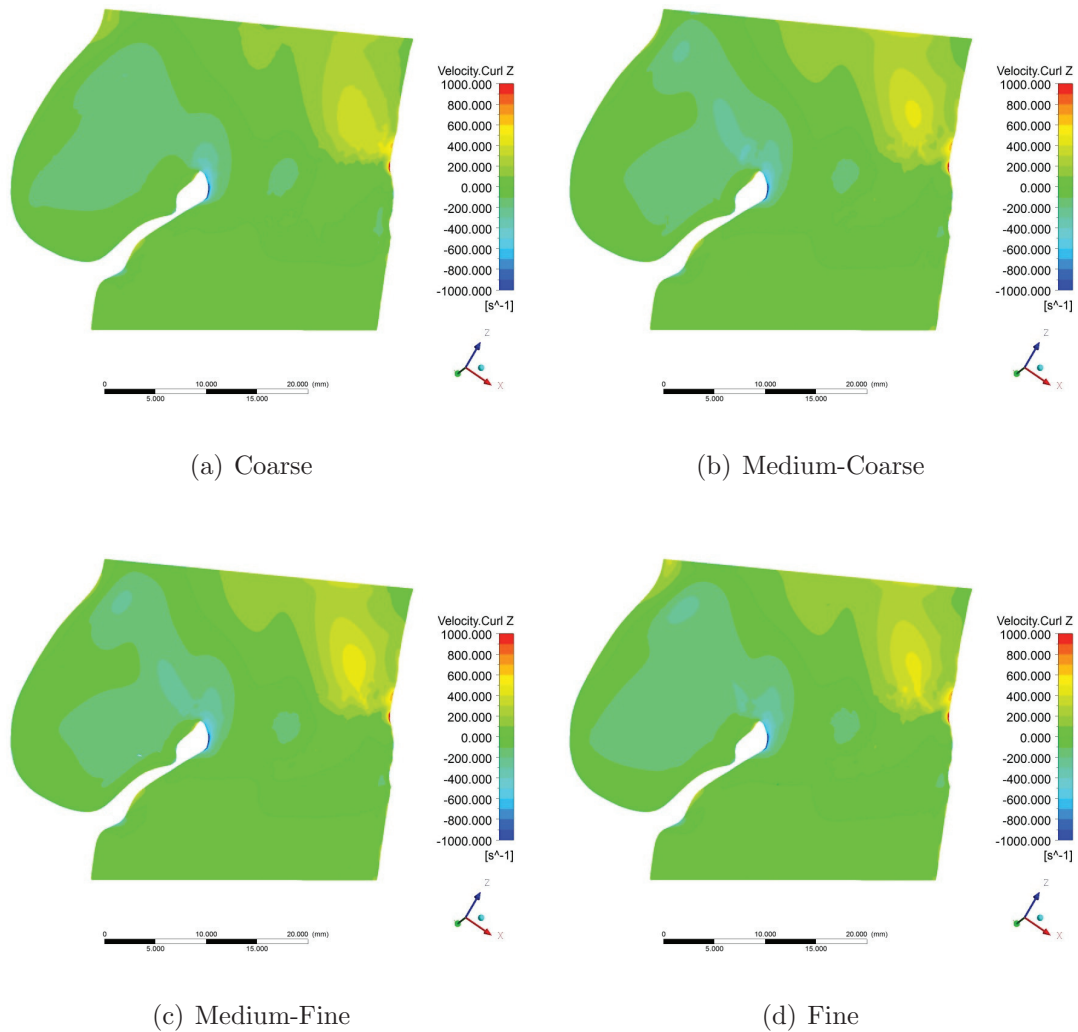 Velocity.Curl Z
1000.000
800.000
600.000
400.000
200.000
0.000
-200.000
-400.000
-600.000
-800.000
-1000.000
[s^-1]
Z
X
0 10.000 20.000 (mm)
5.000 15.000
(a) Coarse
Velocity.Curl Z
1000.000
800.000
600.000
400.000
200.000
0.000
-200.000
-400.000
-600.000
-800.000
-1000.000
[s^-1]
Z
X
0 10.000 20.000 (mm)
5.000 15.000
(b) Medium-Coarse
Velocity.Curl Z
1000.000
800.000
600.000
400.000
200.000
0.000
-200.000
-400.000
-600.000
-800.000
-1000.000
[s^-1]
Z
X
0 10.000 20.000 (mm)
5.000 15.000
(c) Medium-Fine
Velocity.Curl Z
1000.000
800.000
600.000
400.000
200.000
0.000
-200.000
-400.000
-600.000
-800.000
-1000.000
[s^-1]
Z
X
0 10.000 20.000 (mm)
5.000 15.000
(d) Fine